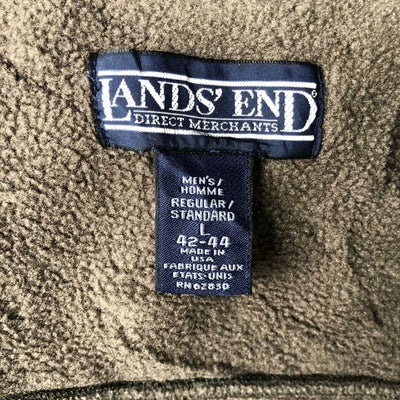 LANDS' END®
DIRECT MERCHANTS
MEN'S/
HOMME
REGULAR/
STANDARD
L
42-44
MADE IN
USA
FABRIQUE AUX
ETATS-UNIS
RN 62830